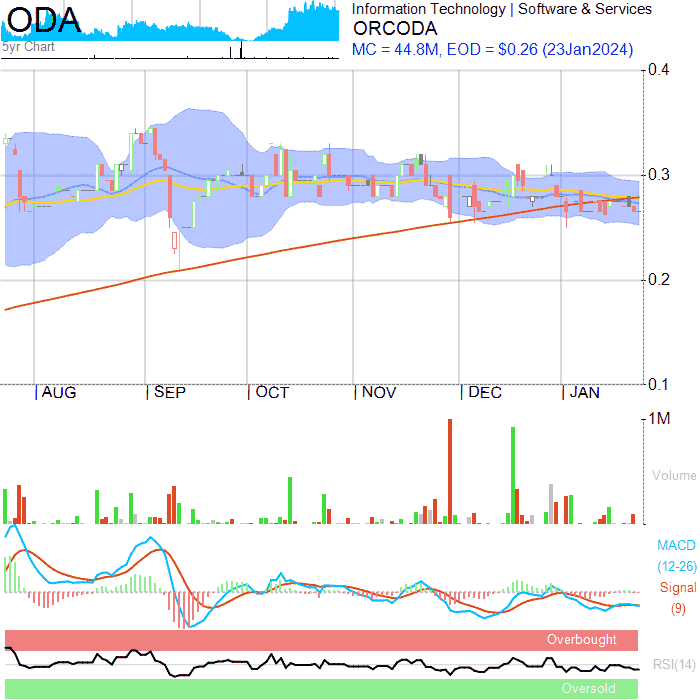 ODA
Information Technology | Software & Services
ORCODA
MC = 44.8M, EOD = $0.26 (23Jan2024)
5yr Chart
0.4
0.3
0.2
0.1
AUG SEP OCT NOV DEC JAN
1M
Volume
MACD
(12-26)
Signal
(9)
Overbought
RSI(14)
Oversold